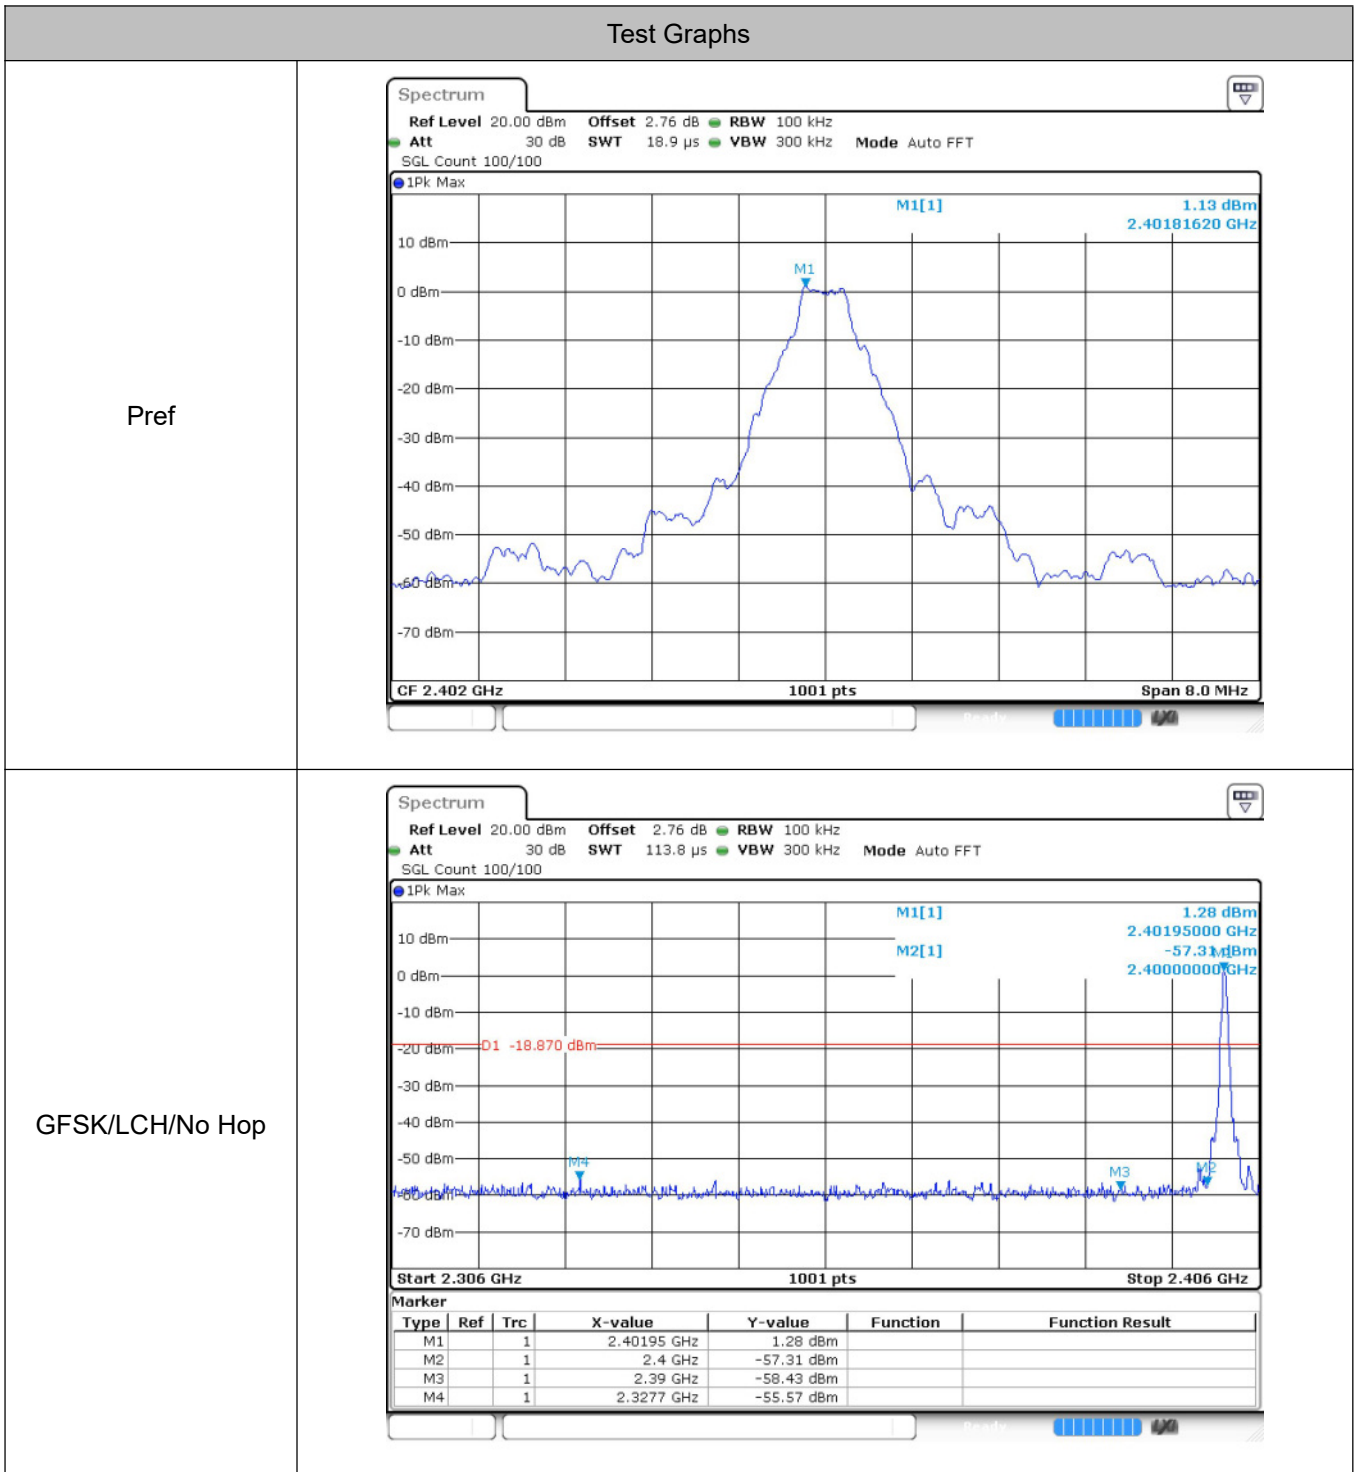 Test Graphs
Pref
Spectrum
Ref Level 20.00 dBm Offset 2.76 dB RBW 100 kHz
Att 30 dB SWT 18.9 µs VBW 300 kHz Mode Auto FFT
SGL Count 100/100
1Pk Max
M1[1] 1.13 dBm
2.40181620 GHz
10 dBm
M1
0 dBm
-10 dBm
-20 dBm
-30 dBm
-40 dBm
-50 dBm
-60 dBm
-70 dBm
CF 2.402 GHz 1001 pts Span 8.0 MHz
Ready
GFSK/LCH/No Hop
Spectrum
Ref Level 20.00 dBm Offset 2.76 dB RBW 100 kHz
Att 30 dB SWT 113.8 µs VBW 300 kHz Mode Auto FFT
SGL Count 100/100
1Pk Max
M1[1] 1.28 dBm
2.40195000 GHz
10 dBm
M2[1] -57.31 dBm
M1
2.40000000 GHz
0 dBm
-10 dBm
-20 dBm D1 -18.870 dBm
-30 dBm
-40 dBm
-50 dBm
M4 M3 M2
-60 dBm
-70 dBm
Start 2.306 GHz 1001 pts Stop 2.406 GHz
Marker
Type Ref Trc X-value Y-value Function Function Result
M1 1 2.40195 GHz 1.28 dBm
M2 1 2.4 GHz -57.31 dBm
M3 1 2.39 GHz -58.43 dBm
M4 1 2.3277 GHz -55.57 dBm
Ready